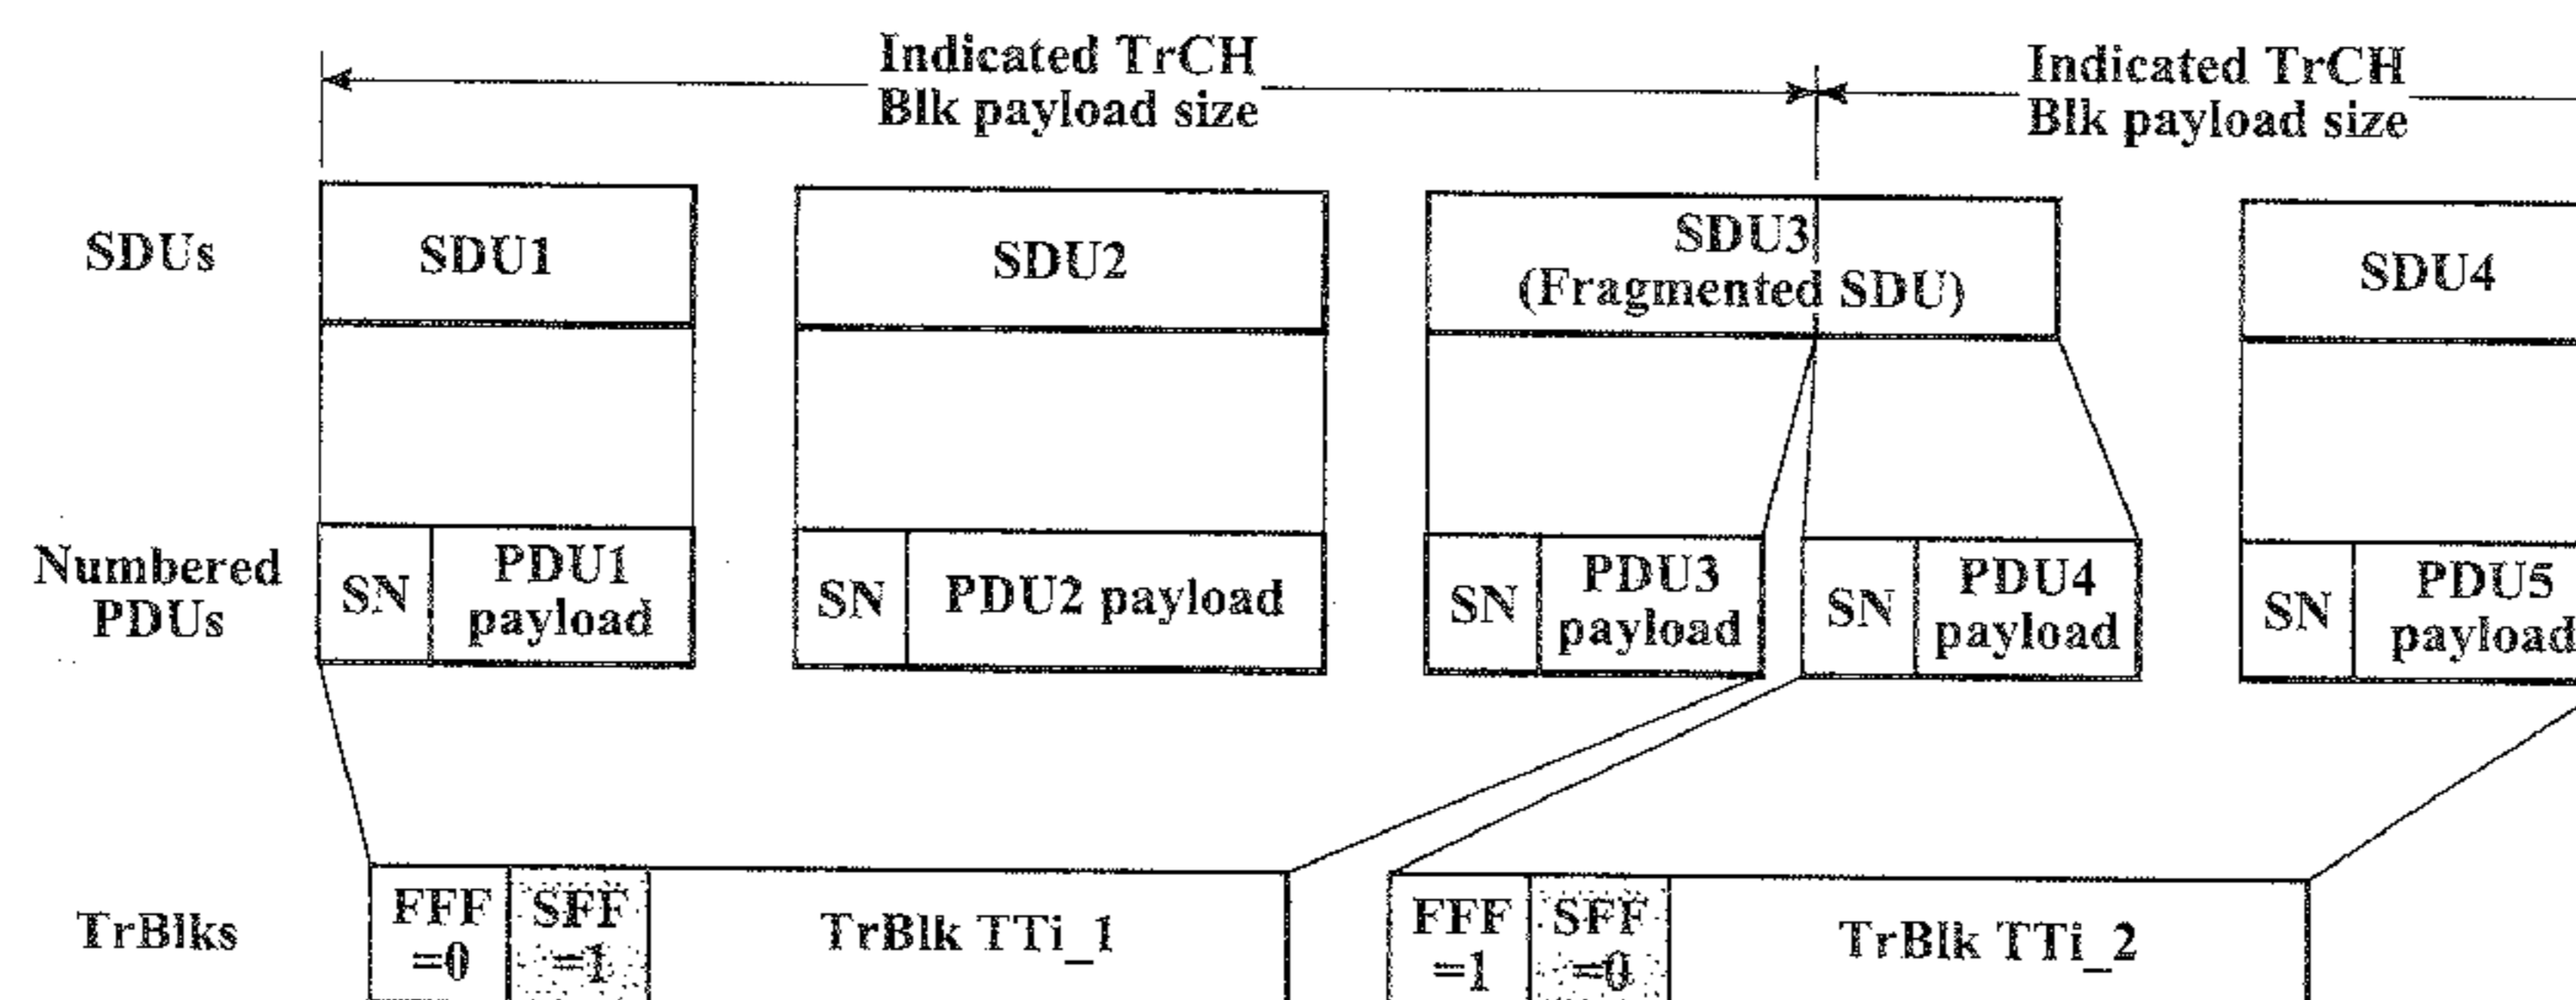 Indicated TrCH
Blk payload size
Indicated TrCH
Blk payload size
SDUs
SDU1
SDU2
SDU3
(Fragmented SDU)
SDU4
Numbered
PDUs
SN
PDU1
payload
SN
PDU2 payload
SN
PDU3
payload
SN
PDU4
payload
SN
PDU5
payload
TrBlks
FFF
=0
SFF
=1
TrBlk TTi_1
FFF
=1
SFF
=0
TrBlk TTi_2